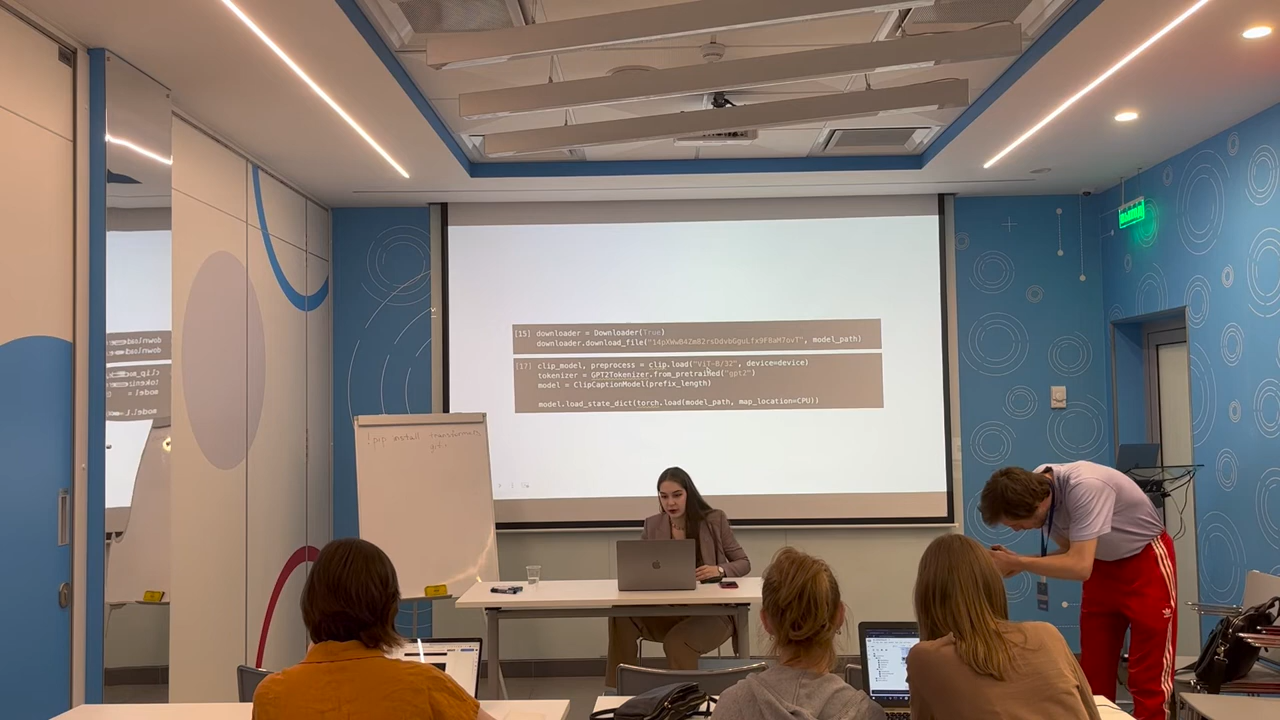 [15] downloader = Downloader(True)
downloader.download_file("14pXWwB4Zm82rsDdvbGguLfx9F8aM7ovT", model_path)
[17] clip_model, preprocess = clip.load("ViT-B/32", device=device)
tokenizer = GPT2Tokenizer.from_pretrained("gpt2")
model = ClipCaptionModel(prefix_length)
model.load_state_dict(torch.load(model_path, map_location=CPU))
!pip install transformers
git